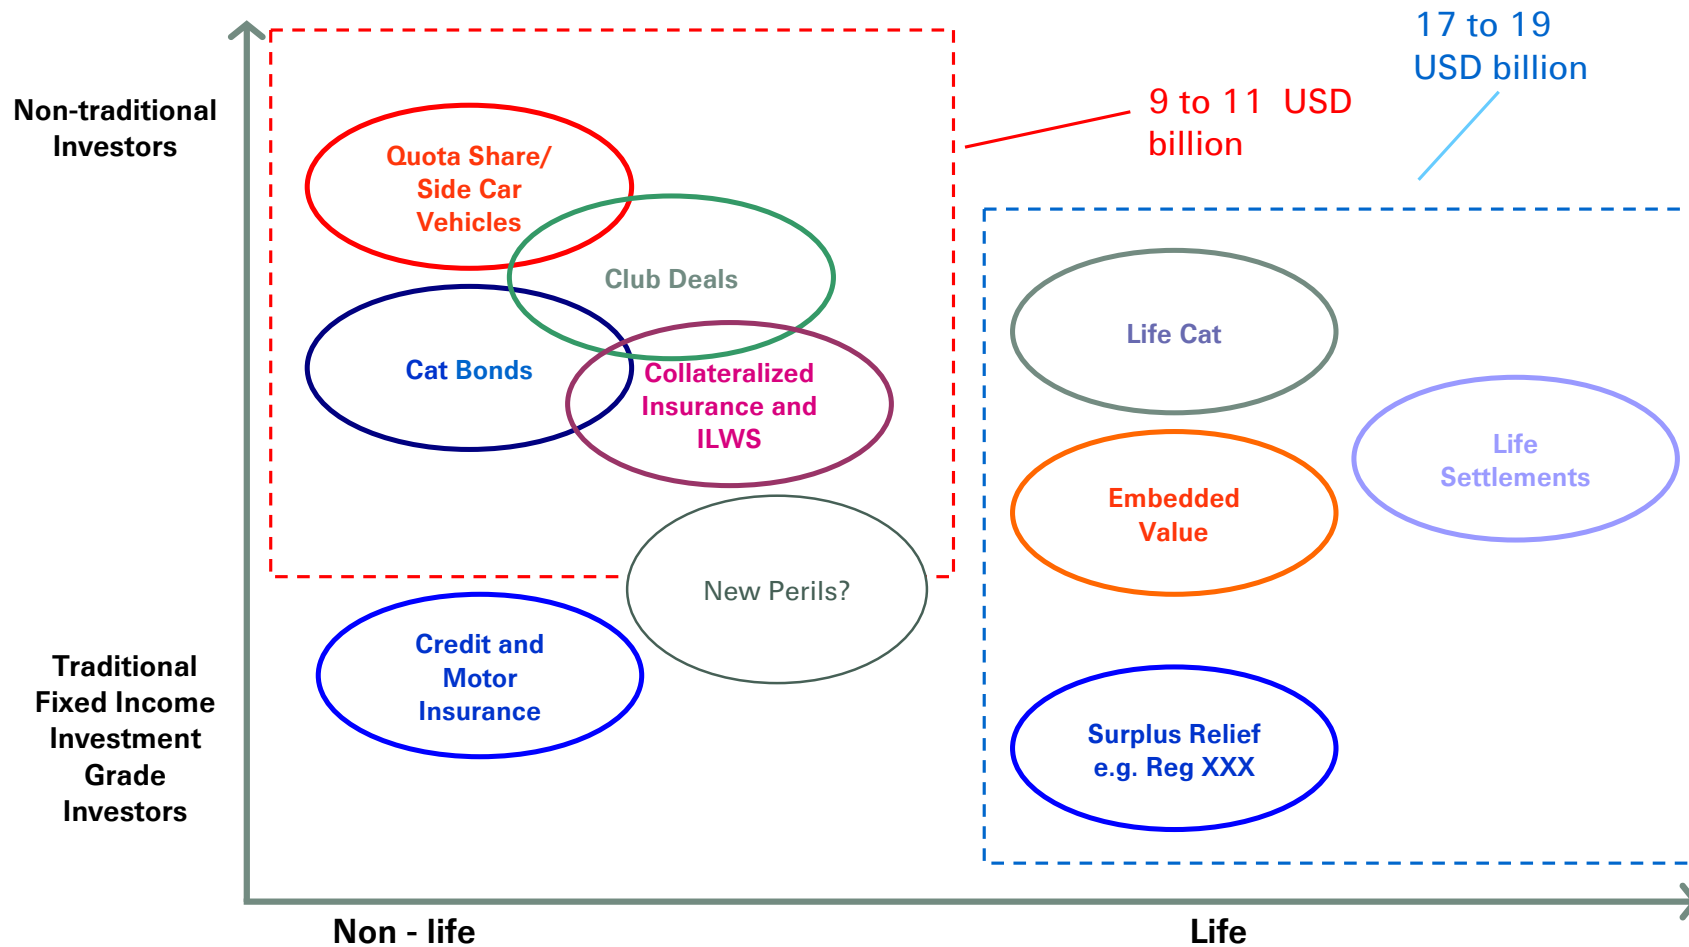 17 to 19
USD billion
9 to 11  USD
billion
Non-traditional
Investors
Quota Share/
Side Car
Vehicles
Club Deals
Cat Bonds
Collateralized
Insurance and
ILWS
Life Cat
Life
Settlements
Embedded
Value
New Perils?
Credit and
Motor
Insurance
Traditional
Fixed Income
Investment
Grade
Investors
Surplus Relief
e.g. Reg XXX
Non - life
Life